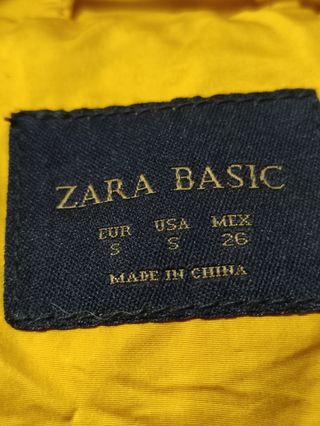 ZARA BASIC
EUR USA MEX
S S 26
MADE IN CHINA